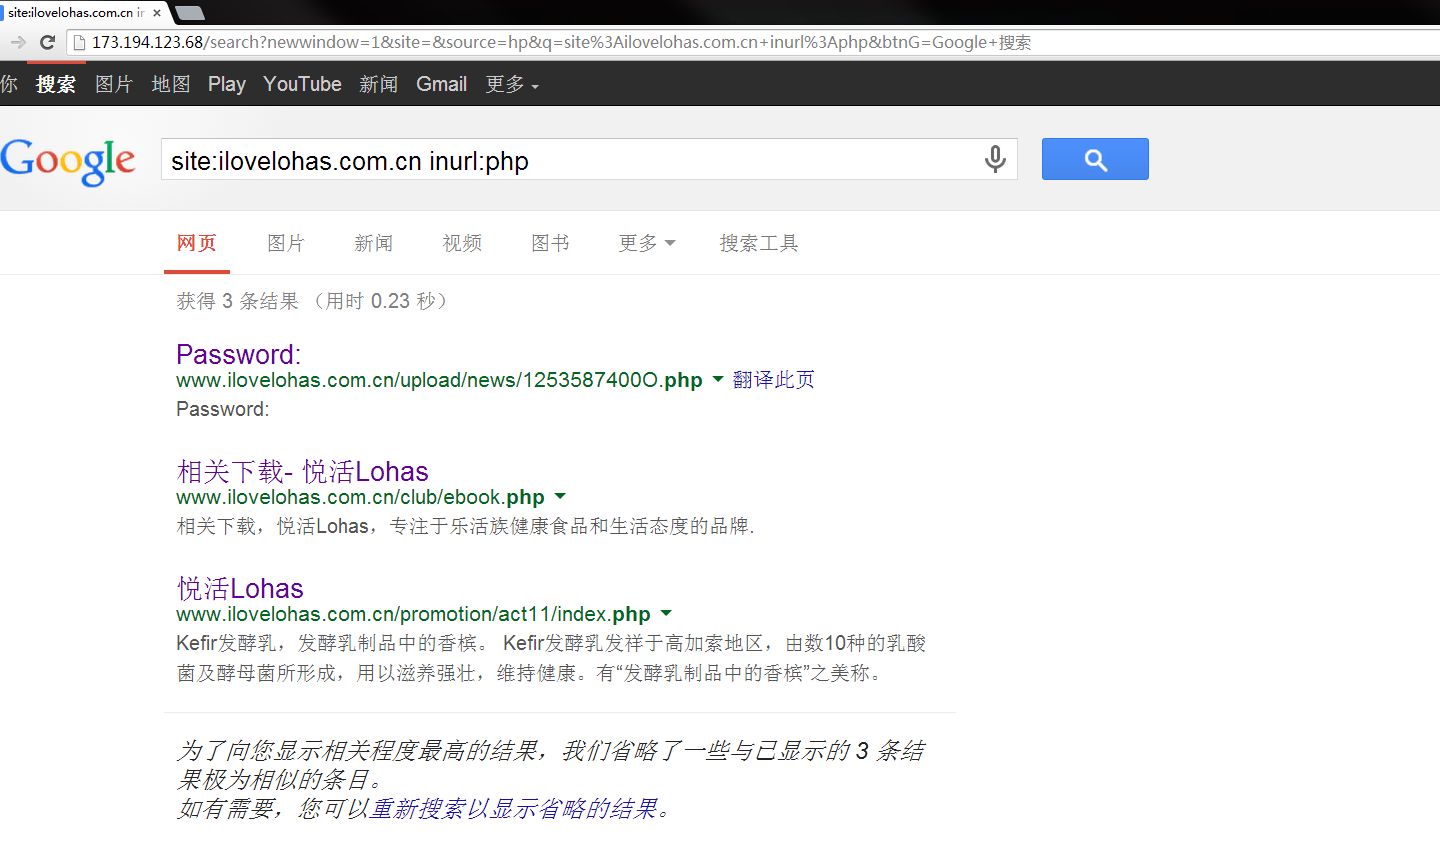 site:ilovelohas.com.cn in
173.194.123.68/search?newwindow=1&site=&source=hp&q=site%3Ailovelohas.com.cn+inurl%3Aphp&btnG=Google+搜索
你 搜索 图片 地图 Play YouTube 新闻 Gmail 更多
Google site:ilovelohas.com.cn inurl:php
网页 图片 新闻 视频 图书 更多 搜索工具
获得 3 条结果 （用时 0.23 秒）
Password:
www.ilovelohas.com.cn/upload/news/1253587400O.php 翻译此页
Password:
相关下载- 悦活Lohas
www.ilovelohas.com.cn/club/ebook.php
相关下载，悦活Lohas，专注于乐活族健康食品和生活态度的品牌.
悦活Lohas
www.ilovelohas.com.cn/promotion/act11/index.php
Kefir发酵乳，发酵乳制品中的香槟。 Kefir发酵乳发祥于高加索地区，由数10种的乳酸
菌及酵母菌所形成，用以滋养强壮，维持健康。有“发酵乳制品中的香槟”之美称。
为了向您显示相关程度最高的结果，我们省略了一些与已显示的 3 条结
果极为相似的条目。
如有需要，您可以重新搜索以显示省略的结果。